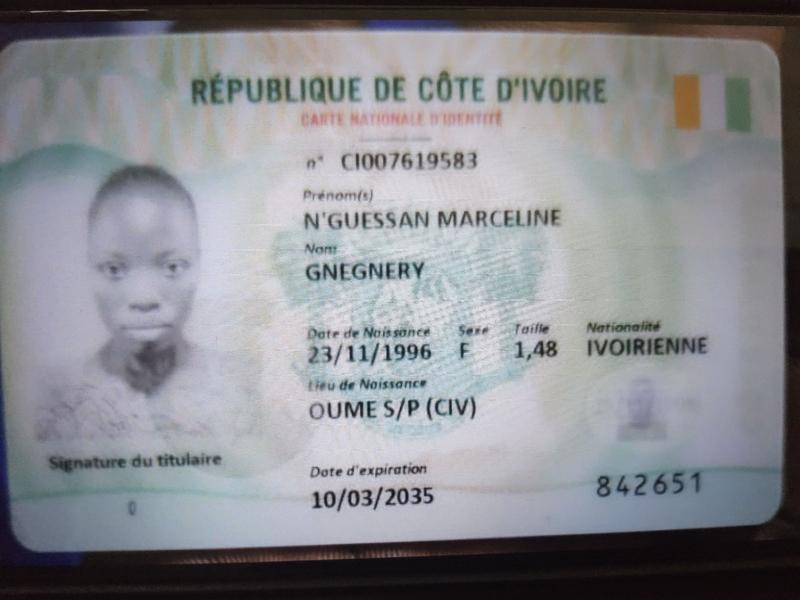 RÉPUBLIQUE DE CÔTE D'IVOIRE
CARTE NATIONALE D'IDENTITÉ
n° CI007619583
Prénom(s)
N'GUESSAN MARCELINE
Nom
GNEGNERY
Date de Naissance Sexe Taille Nationalité
23/11/1996 F 1,48 IVOIRIENNE
Lieu de Naissance
OUME S/P (CIV)
Signature du titulaire
Date d'expiration
10/03/2035
842651
0